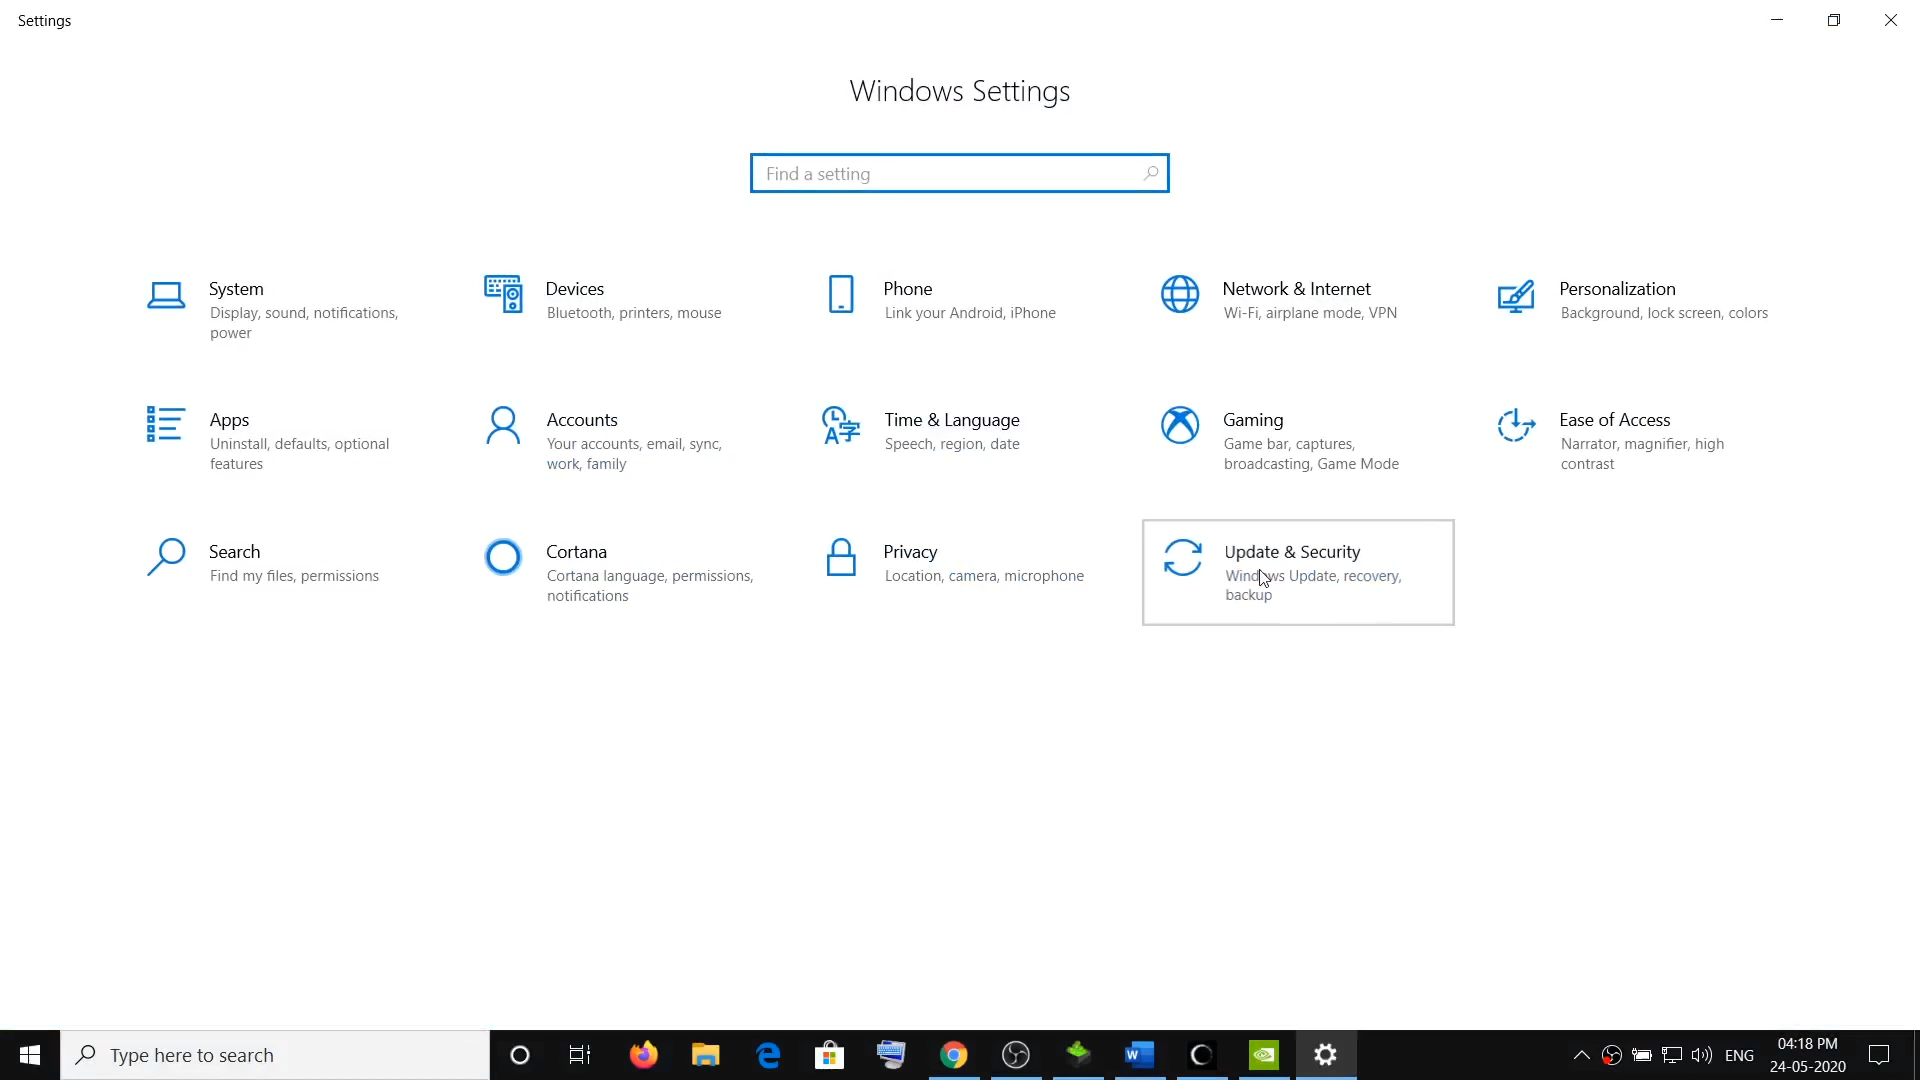 Settings
Windows Settings
Find a setting
System
Display, sound, notifications,
power
Devices
Bluetooth, printers, mouse
Phone
Link your Android, iPhone
Network & Internet
Wi-Fi, airplane mode, VPN
Personalization
Background, lock screen, colors
Apps
Uninstall, defaults, optional
features
Accounts
Your accounts, email, sync,
work, family
Time & Language
Speech, region, date
Gaming
Game bar, captures,
broadcasting, Game Mode
Ease of Access
Narrator, magnifier, high
contrast
Search
Find my files, permissions
Cortana
Cortana language, permissions,
notifications
Privacy
Location, camera, microphone
Update & Security
Windows Update, recovery,
backup
Type here to search
ENG
04:18 PM
24-05-2020